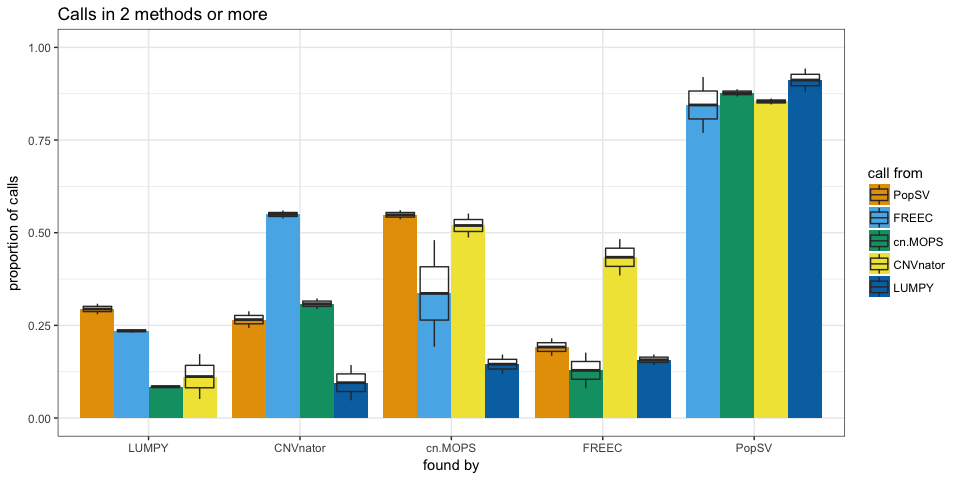 Calls in 2 methods or more
1.00
0.75
0.50
0.25
0.00
proportion of calls
LUMPY
CNVnator
cn.MOPS
FREEC
PopSV
found by
call from
PopSV
FREEC
cn.MOPS
CNVnator
LUMPY